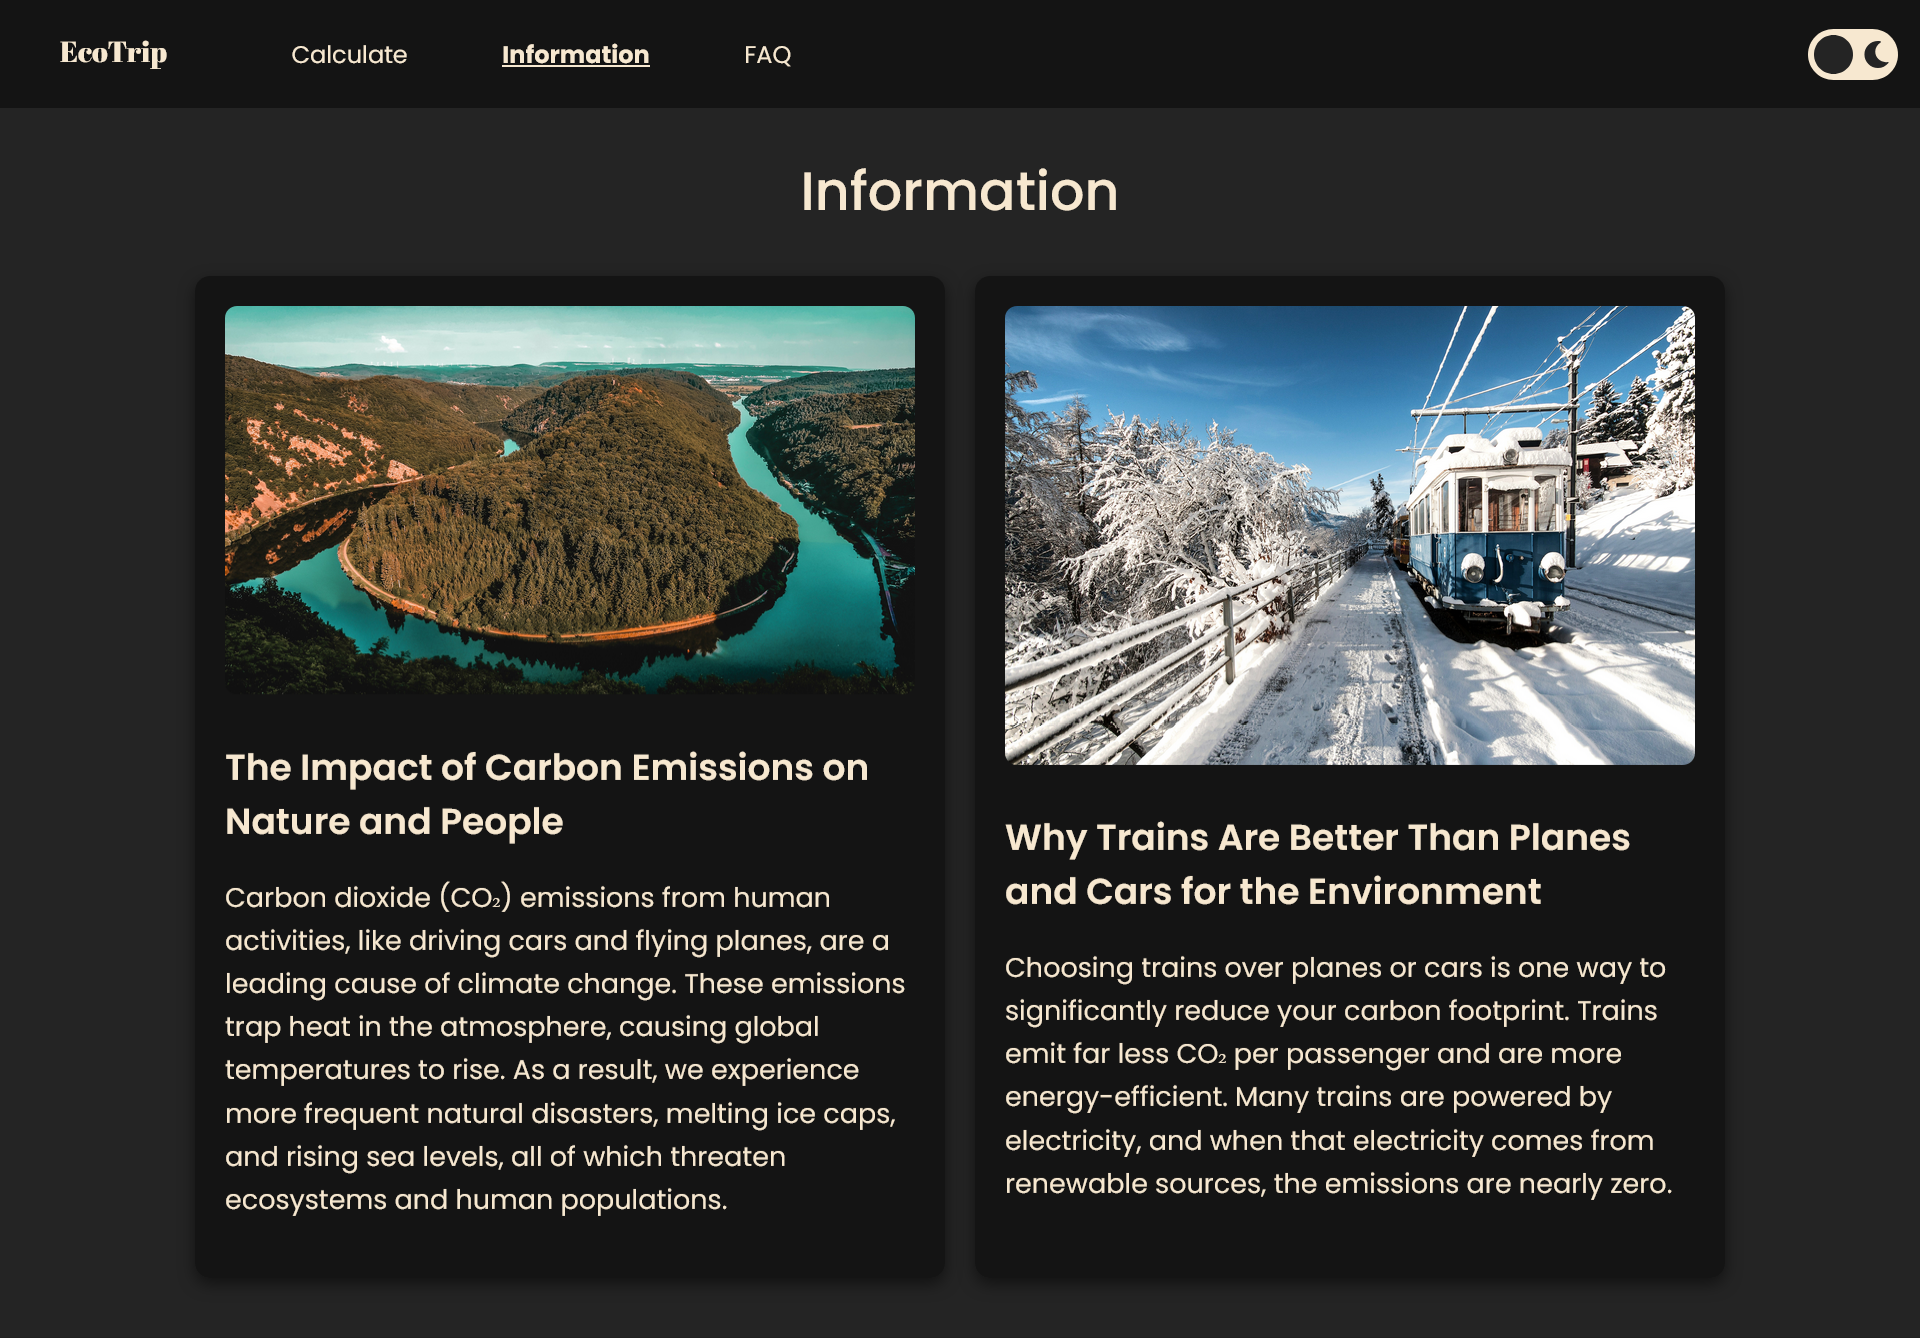 EcoTrip
Calculate
Information
FAQ
Information
The Impact of Carbon Emissions on
Nature and People
Carbon dioxide (CO₂) emissions from human
activities, like driving cars and flying planes, are a
leading cause of climate change. These emissions
trap heat in the atmosphere, causing global
temperatures to rise. As a result, we experience
more frequent natural disasters, melting ice caps,
and rising sea levels, all of which threaten
ecosystems and human populations.
Why Trains Are Better Than Planes
and Cars for the Environment
Choosing trains over planes or cars is one way to
significantly reduce your carbon footprint. Trains
emit far less CO₂ per passenger and are more
energy-efficient. Many trains are powered by
electricity, and when that electricity comes from
renewable sources, the emissions are nearly zero.